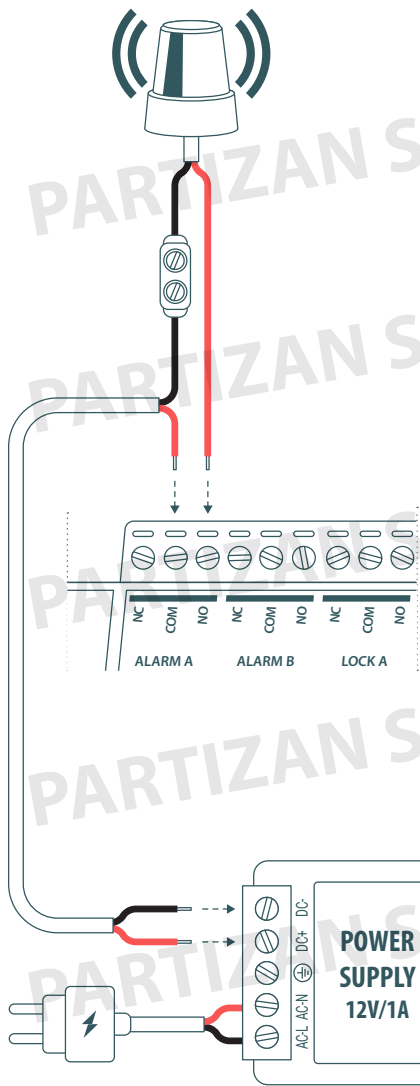 PARTIZAN S
PARTIZAN S
PARTIZAN S
NC COM NO NC COM NO NC COM NO
ALARM A ALARM B LOCK A
PARTIZAN S
DC-
DC+
AC-N
AC-L
POWER
SUPPLY
12V/1A
PARTIZAN S